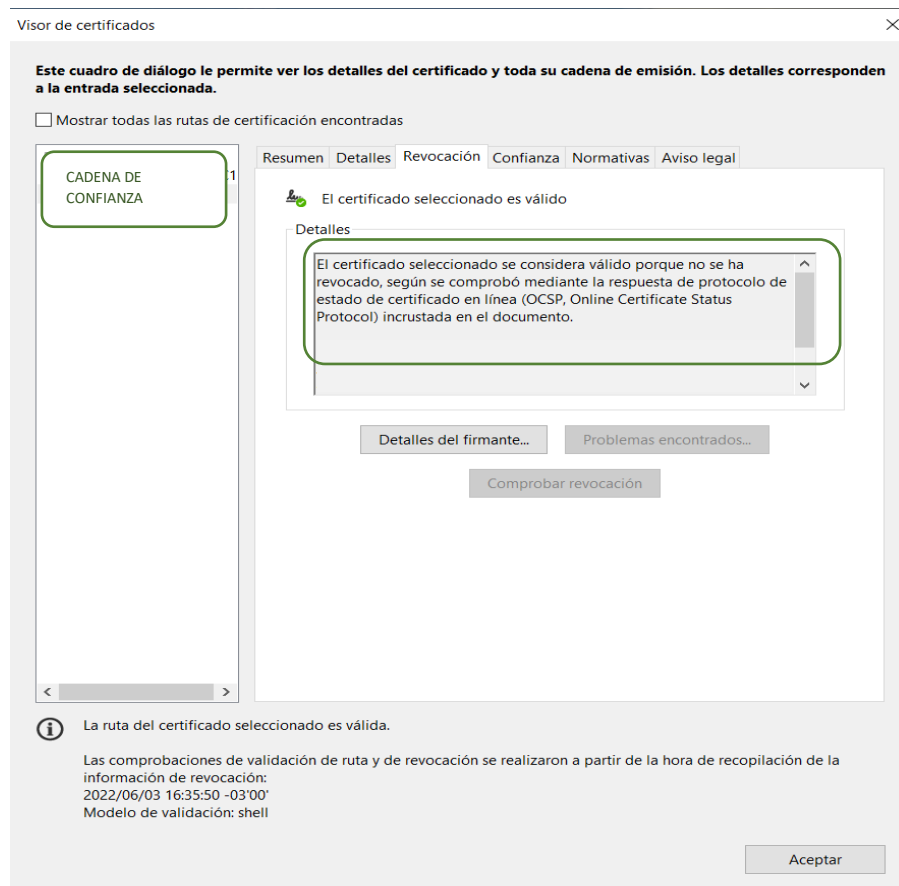 Visor de certificados
Este cuadro de diálogo le permite ver los detalles del certificado y toda su cadena de emisión. Los detalles corresponden
a la entrada seleccionada.
Mostrar todas las rutas de certificación encontradas
CADENA DE
CONFIANZA
Resumen Detalles Revocación Confianza Normativas Aviso legal
El certificado seleccionado es válido
Detalles
El certificado seleccionado se considera válido porque no se ha
revocado, según se comprobó mediante la respuesta de protocolo de
estado de certificado en línea (OCSP, Online Certificate Status
Protocol) incrustada en el documento.
Detalles del firmante... Problemas encontrados...
Comprobar revocación
La ruta del certificado seleccionado es válida.
Las comprobaciones de validación de ruta y de revocación se realizaron a partir de la hora de recopilación de la
información de revocación:
2022/06/03 16:35:50 -03'00'
Modelo de validación: shell
Aceptar